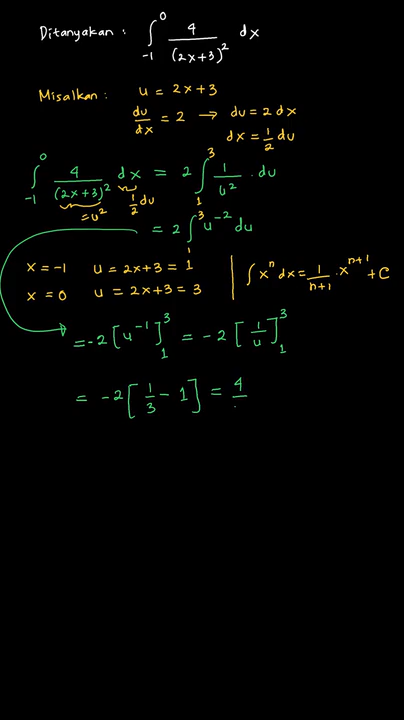 Ditanyakan : ∫₋₁⁰ 4/(2x+3)² dx
Misalkan : u = 2x+3
du/dx = 2 → du = 2 dx
dx = 1/2 du
∫₋₁⁰ 4/(2x+3)² dx = 2 ∫₁³ 1/u² . du
= u² 1/2 du
= 2 ∫₁³ u⁻² du
x = -1 u = 2x+3 = 1
x = 0 u = 2x+3 = 3
∫ xⁿ dx = 1/(n+1) . xⁿ⁺¹ + C
= -2 [u⁻¹]₁³ = -2 [1/u]₁³
= -2 [1/3 - 1] = 4/